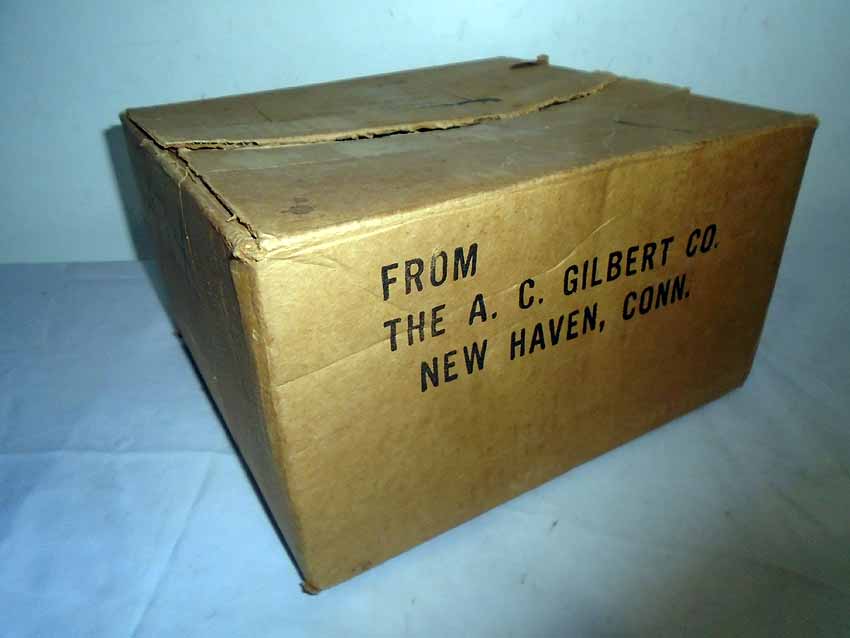 FROM
THE A. C. GILBERT CO.
NEW HAVEN, CONN.